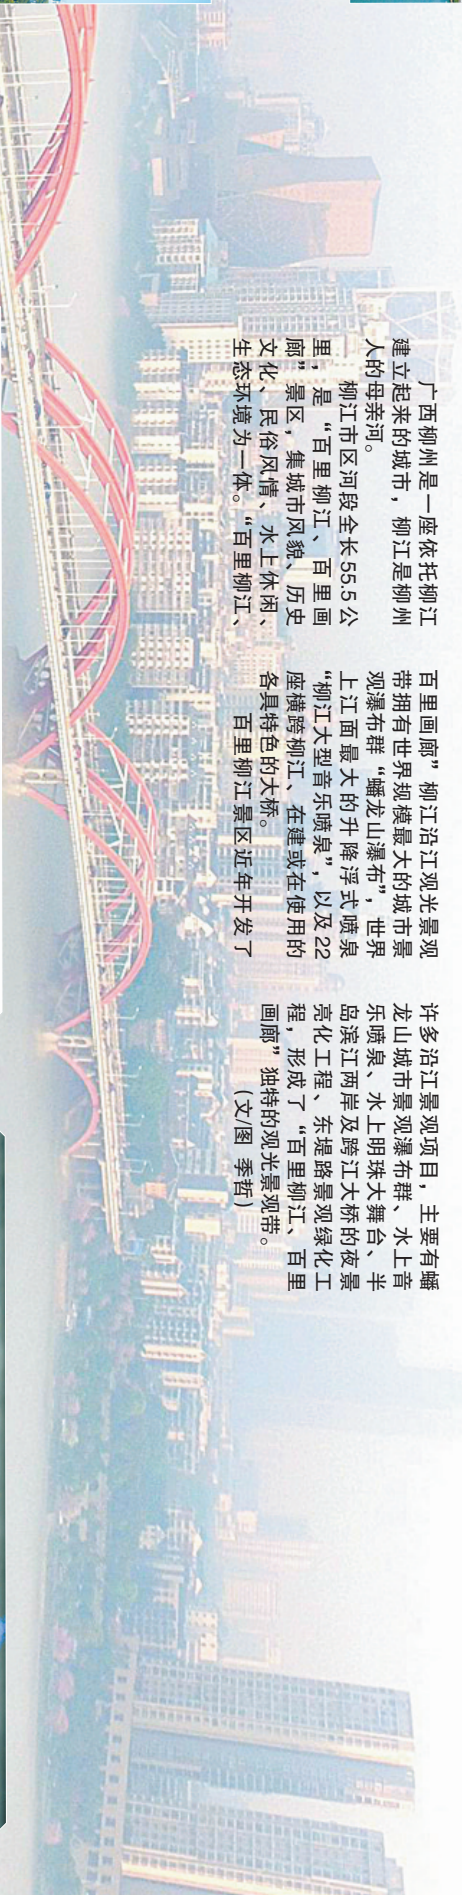 广西柳州是一座依托柳江
建立起来的城市，柳江是柳州
人的母亲河。
柳江市区河段全长55.5公
里，是“百里柳江、百里画
廊”景区，集城市风貌、历史
文化、民俗风情、水上休闲、
生态环境为一体。“百里柳江、
百里画廊”柳江沿江观光景观
带拥有世界规模最大的城市景
观瀑布群“蟠龙山瀑布”，世界
上江面最大的升降浮式喷泉
“柳江大型音乐喷泉”，以及22
座横跨柳江、在建或在使用的
各具特色的大桥。
百里柳江景区近年开发了
许多沿江景观项目，主要有蟠
龙山城市景观瀑布群、水上音
乐喷泉、水上明珠大舞台、半
岛滨江两岸及跨江大桥的夜景
亮化工程、东堤路景观绿化工
程，形成了“百里柳江、百里
画廊”独特的观光景观带。
（文/图 季哲）